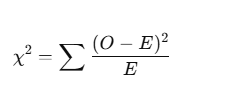 χ² = ∑ (O − E)² / E